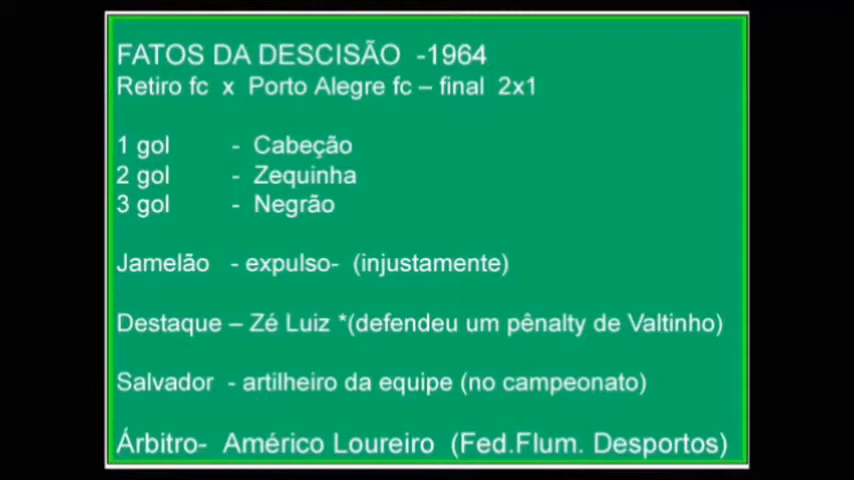 FATOS DA DESCISÃO -1964
Retiro fc x Porto Alegre fc – final 2x1
1 gol - Cabeção
2 gol - Zequinha
3 gol - Negrão
Jamelão - expulso- (injustamente)
Destaque – Zé Luiz *(defendeu um pênalty de Valtinho)
Salvador - artilheiro da equipe (no campeonato)
Árbitro- Américo Loureiro (Fed.Flum. Desportos)